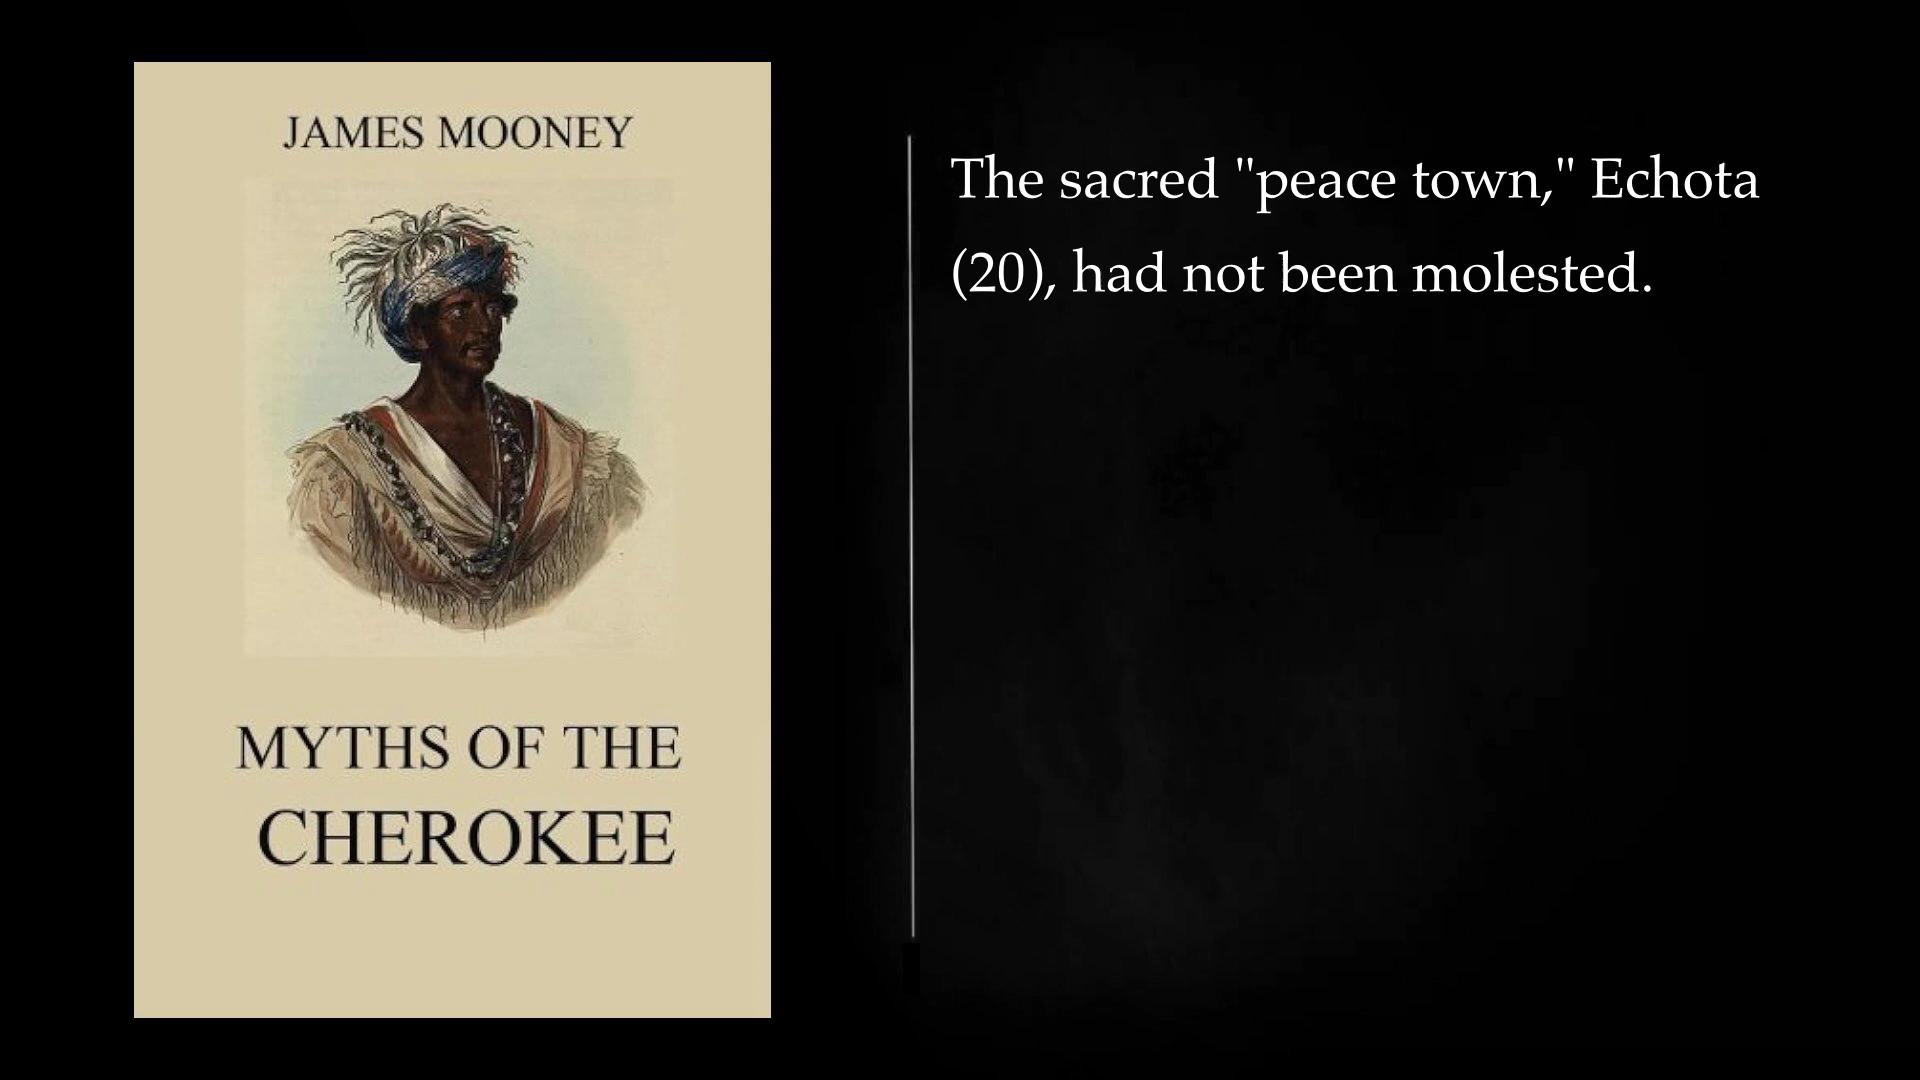 JAMES MOONEY
MYTHS OF THE
CHEROKEE
The sacred "peace town," Echota
(20), had not been molested.